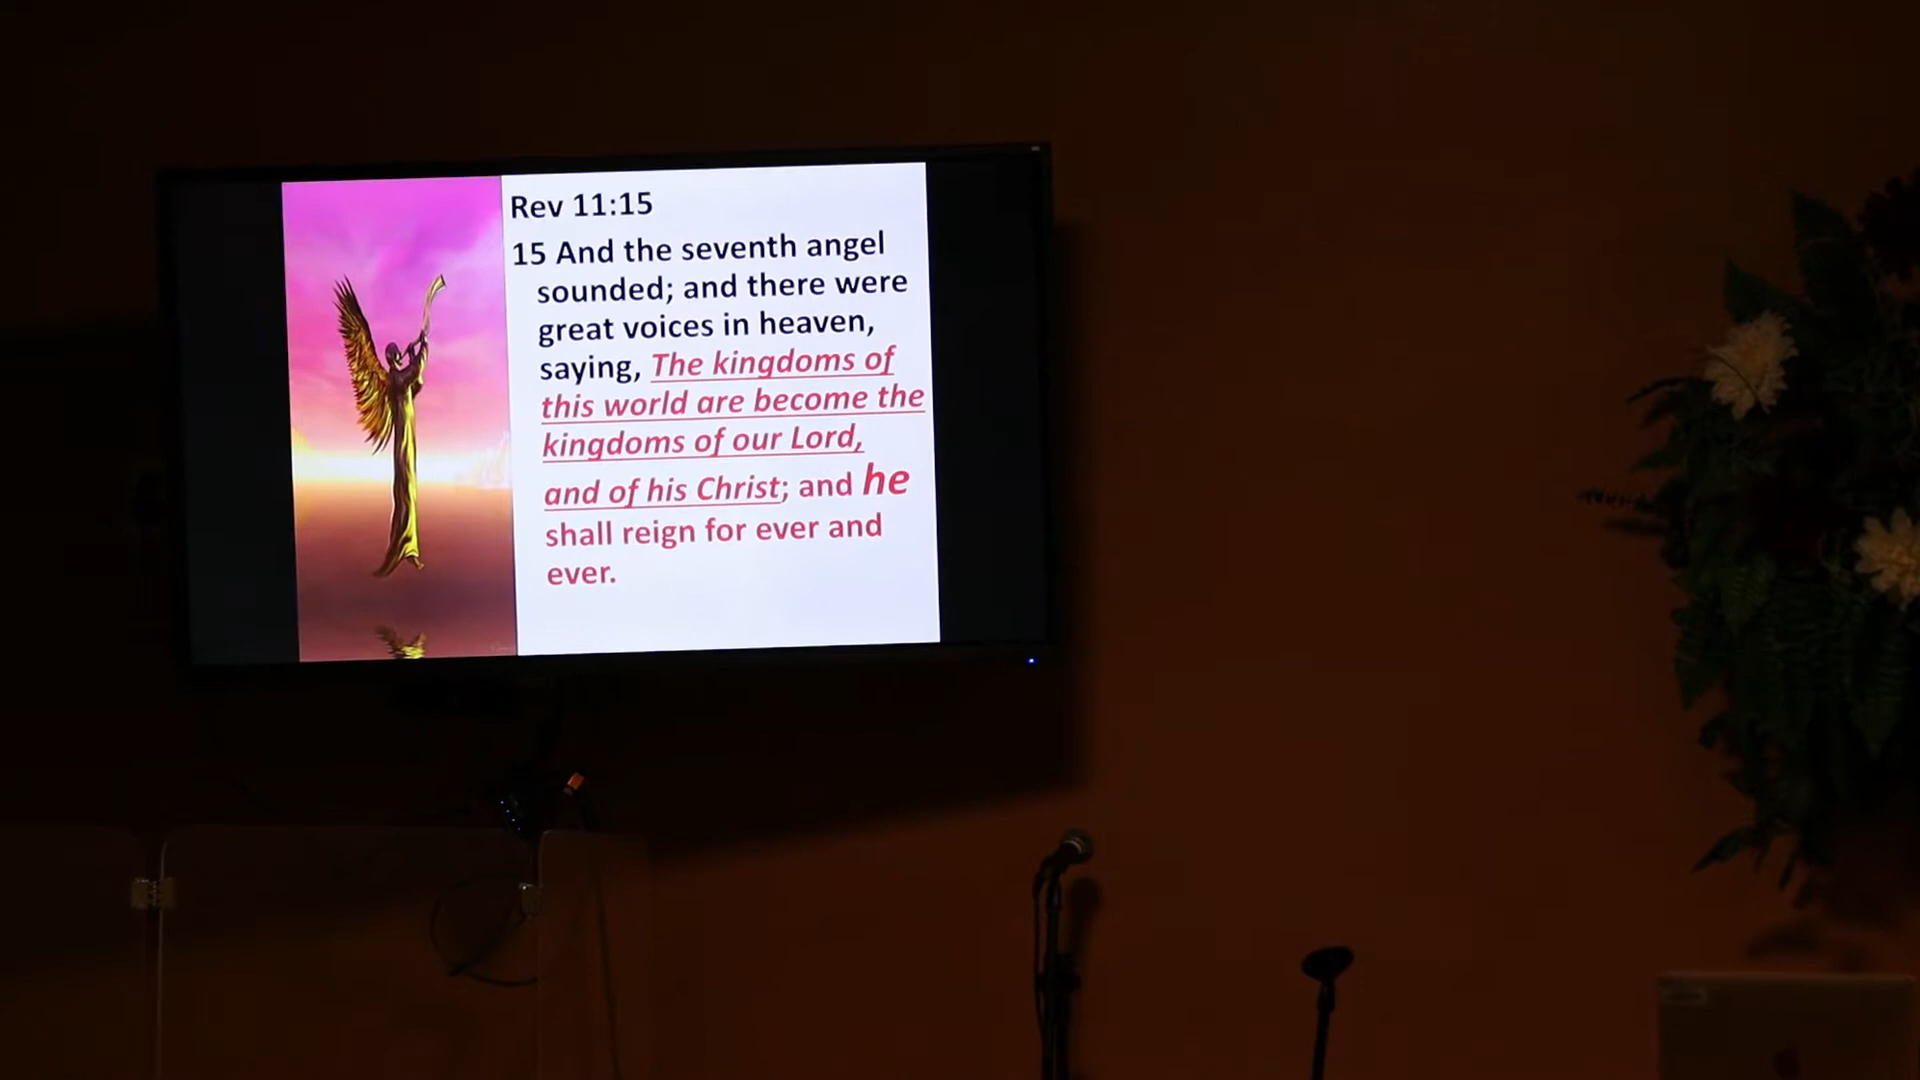 Rev 11:15
15 And the seventh angel
sounded; and there were
great voices in heaven,
saying, The kingdoms of
this world are become the
kingdoms of our Lord,
and of his Christ; and he
shall reign for ever and
ever.